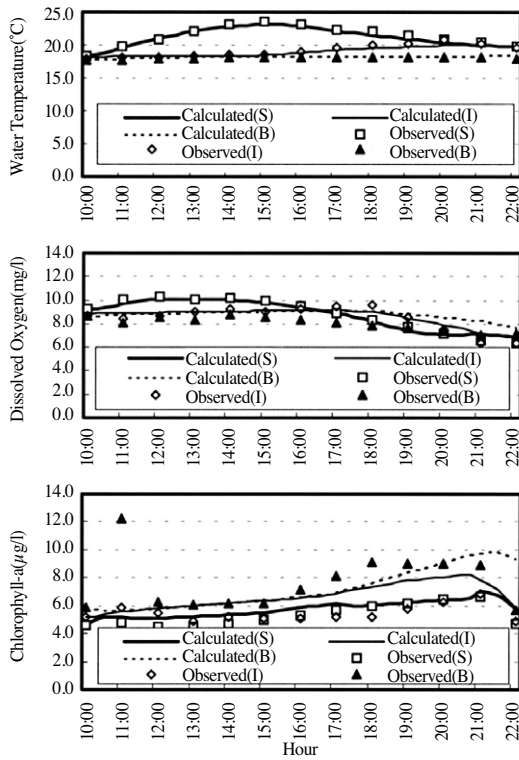 Water Temperature(°C)
25.0
20.0
15.0
10.0
5.0
0.0
Calculated(S)
Calculated(I)
Calculated(B)
Observed(S)
Observed(I)
Observed(B)
10:00
11:00
12:00
13:00
14:00
15:00
16:00
17:00
18:00
19:00
20:00
21:00
22:00
Dissolved Oxygen(mg/l)
14.0
12.0
10.0
8.0
6.0
4.0
2.0
0.0
Calculated(S)
Calculated(I)
Calculated(B)
Observed(S)
Observed(I)
Observed(B)
10:00
11:00
12:00
13:00
14:00
15:00
16:00
17:00
18:00
19:00
20:00
21:00
22:00
Chlorophyll-a(µg/l)
14.0
12.0
10.0
8.0
6.0
4.0
2.0
0.0
Calculated(S)
Calculated(I)
Calculated(B)
Observed(S)
Observed(I)
Observed(B)
10:00
11:00
12:00
13:00
14:00
15:00
16:00
17:00
18:00
19:00
20:00
21:00
22:00
Hour